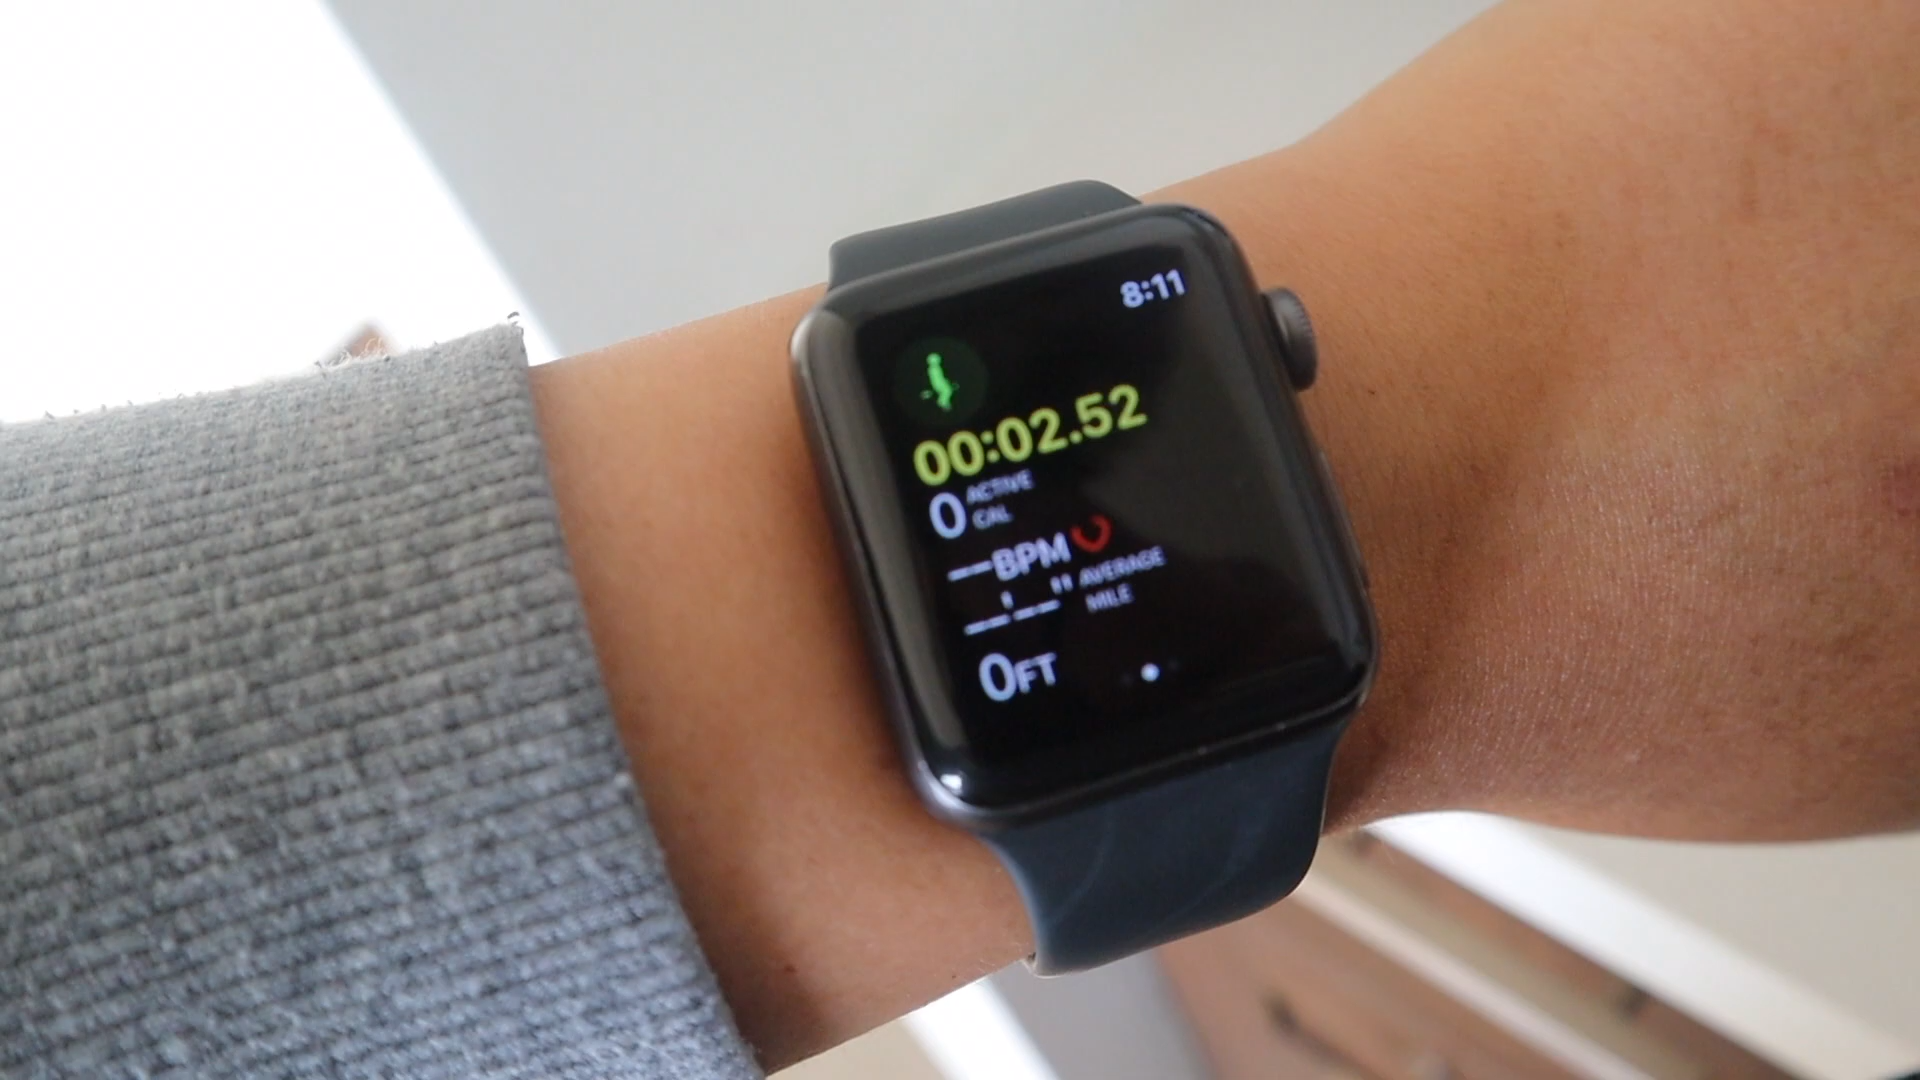 8:11
00:02.52
0 ACTIVE
CAL
--BPM
--'--" AVERAGE
MILE
0FT